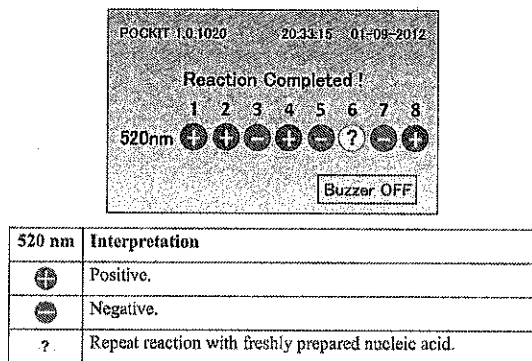 POCKIT 1.0.1020 20:33:15 01-09-2012
Reaction Completed !
1 2 3 4 5 6 7 8
520nm + + − + − ? − +
Buzzer OFF
520 nm Interpretation
+ Positive.
− Negative.
? Repeat reaction with freshly prepared nucleic acid.